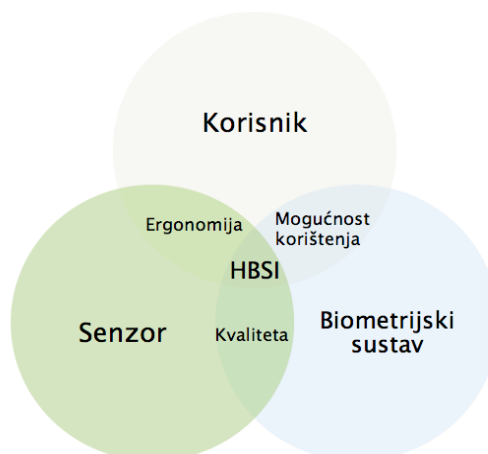 Korisnik
Ergonomija
Mogućnost
korištenja
HBSI
Senzor
Kvaliteta
Biometrijski
sustav